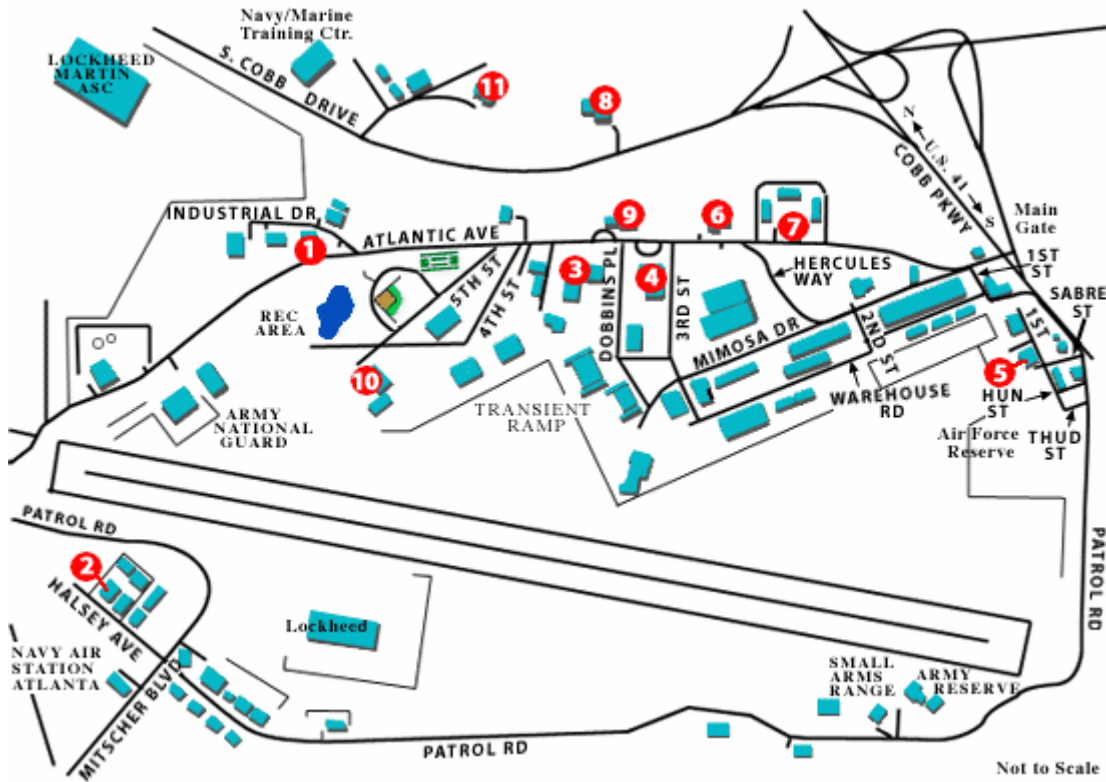 Navy/Marine
Training Ctr.
LOCKHEED
MARTIN
ASC
S. COBB DRIVE
11
8
N
U.S. 41
S
COBB PKWY
Main
Gate
INDUSTRIAL DR
1
ATLANTIC AVE
9
6
7
HERCULES
WAY
1ST
ST
SABRE
ST
1ST
REC
AREA
5TH ST
4TH ST
3
DOBBINS PL
4
3RD ST
MIMOSA DR
2ND ST
5
HUN
ST
THUD
ST
10
TRANSIENT
RAMP
WAREHOUSE
RD
Air Force
Reserve
ARMY
NATIONAL
GUARD
PATROL RD
PATROL RD
2
HALSEY AVE
Lockheed
NAVY AIR
STATION
ATLANTA
MITSCHER BLVD
SMALL
ARMS
RANGE
ARMY
RESERVE
PATROL RD
Not to Scale